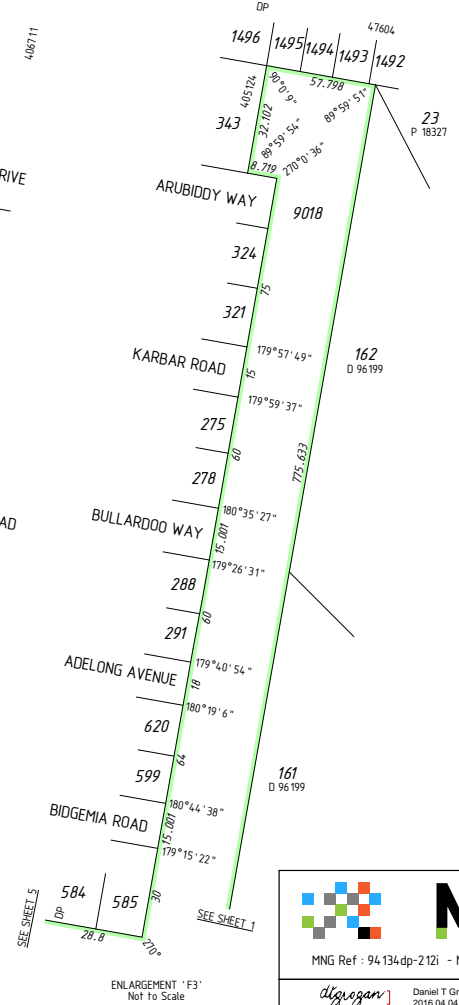 DP
47604
406711
1496
1495
1494
1493
1492
57.798
90°0'9"
89°59'51"
405124
32.102
89°59'54"
343
8.719
270°0'36"
23
P 18327
RIVE
ARUBIDDY WAY
9018
324
75
321
KARBAR ROAD
179°57'49"
15
162
D 96199
179°59'37"
275
60
278
775.633
180°35'27"
BULLARDOO WAY
15.001
AD
179°26'31"
288
60
291
179°40'54"
ADELONG AVENUE
18
180°19'6"
620
64
599
161
D 96199
180°44'38"
BIDGEMIA ROAD
15.001
179°15'22"
584
585
30
DP
SEE SHEET 5
28.8
270°
SEE SHEET 1
ENLARGEMENT 'F3'
Not to Scale
MNG Ref : 94134dp-212i -
Daniel T Gr
2016.04.04